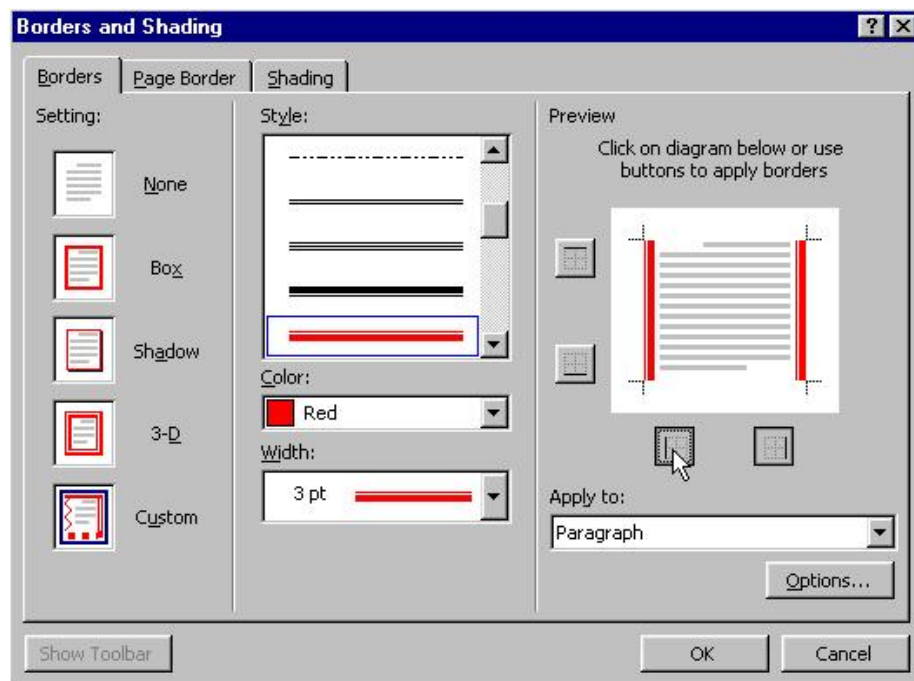 Borders and Shading
Borders
Page Border
Shading
Setting:
None
Box
Shadow
3-D
Custom
Style:
Color:
Red
Width:
3 pt
Preview
Click on diagram below or use
buttons to apply borders
Apply to:
Paragraph
Options...
Show Toolbar
OK
Cancel